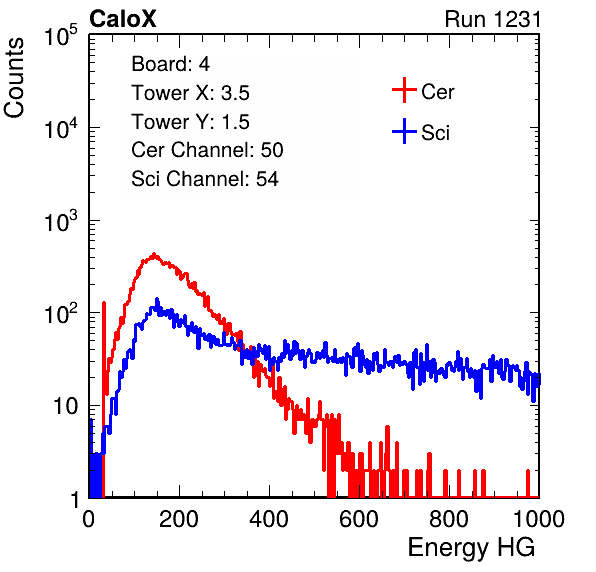 CaloX Run 1231
Counts
10^5
10^4
10^3
10^2
10
1
Board: 4
Tower X: 3.5
Tower Y: 1.5
Cer Channel: 50
Sci Channel: 54
Cer
Sci
0 200 400 600 800 1000
Energy HG